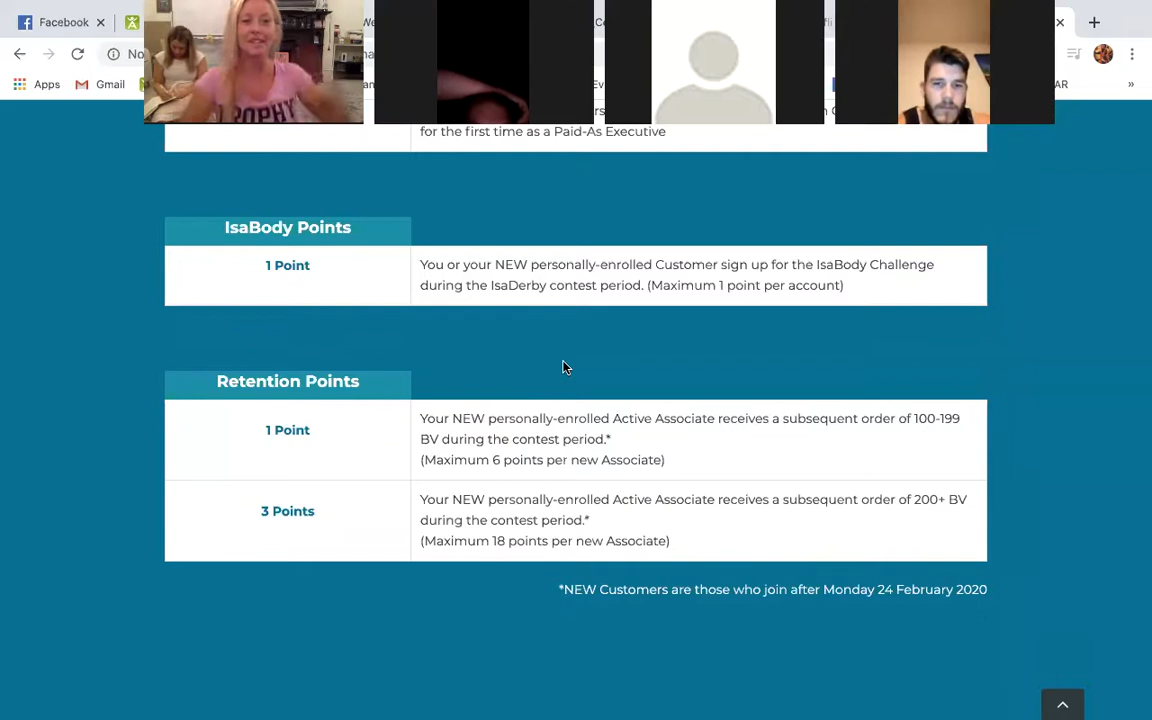 Facebook
No
Apps
Gmail
AR
ROPHY
for the first time as a Paid-As Executive
IsaBody Points
1 Point
You or your NEW personally-enrolled Customer sign up for the IsaBody Challenge
during the IsaDerby contest period. (Maximum 1 point per account)
Retention Points
1 Point
Your NEW personally-enrolled Active Associate receives a subsequent order of 100-199
BV during the contest period.*
(Maximum 6 points per new Associate)
3 Points
Your NEW personally-enrolled Active Associate receives a subsequent order of 200+ BV
during the contest period.*
(Maximum 18 points per new Associate)
*NEW Customers are those who join after Monday 24 February 2020